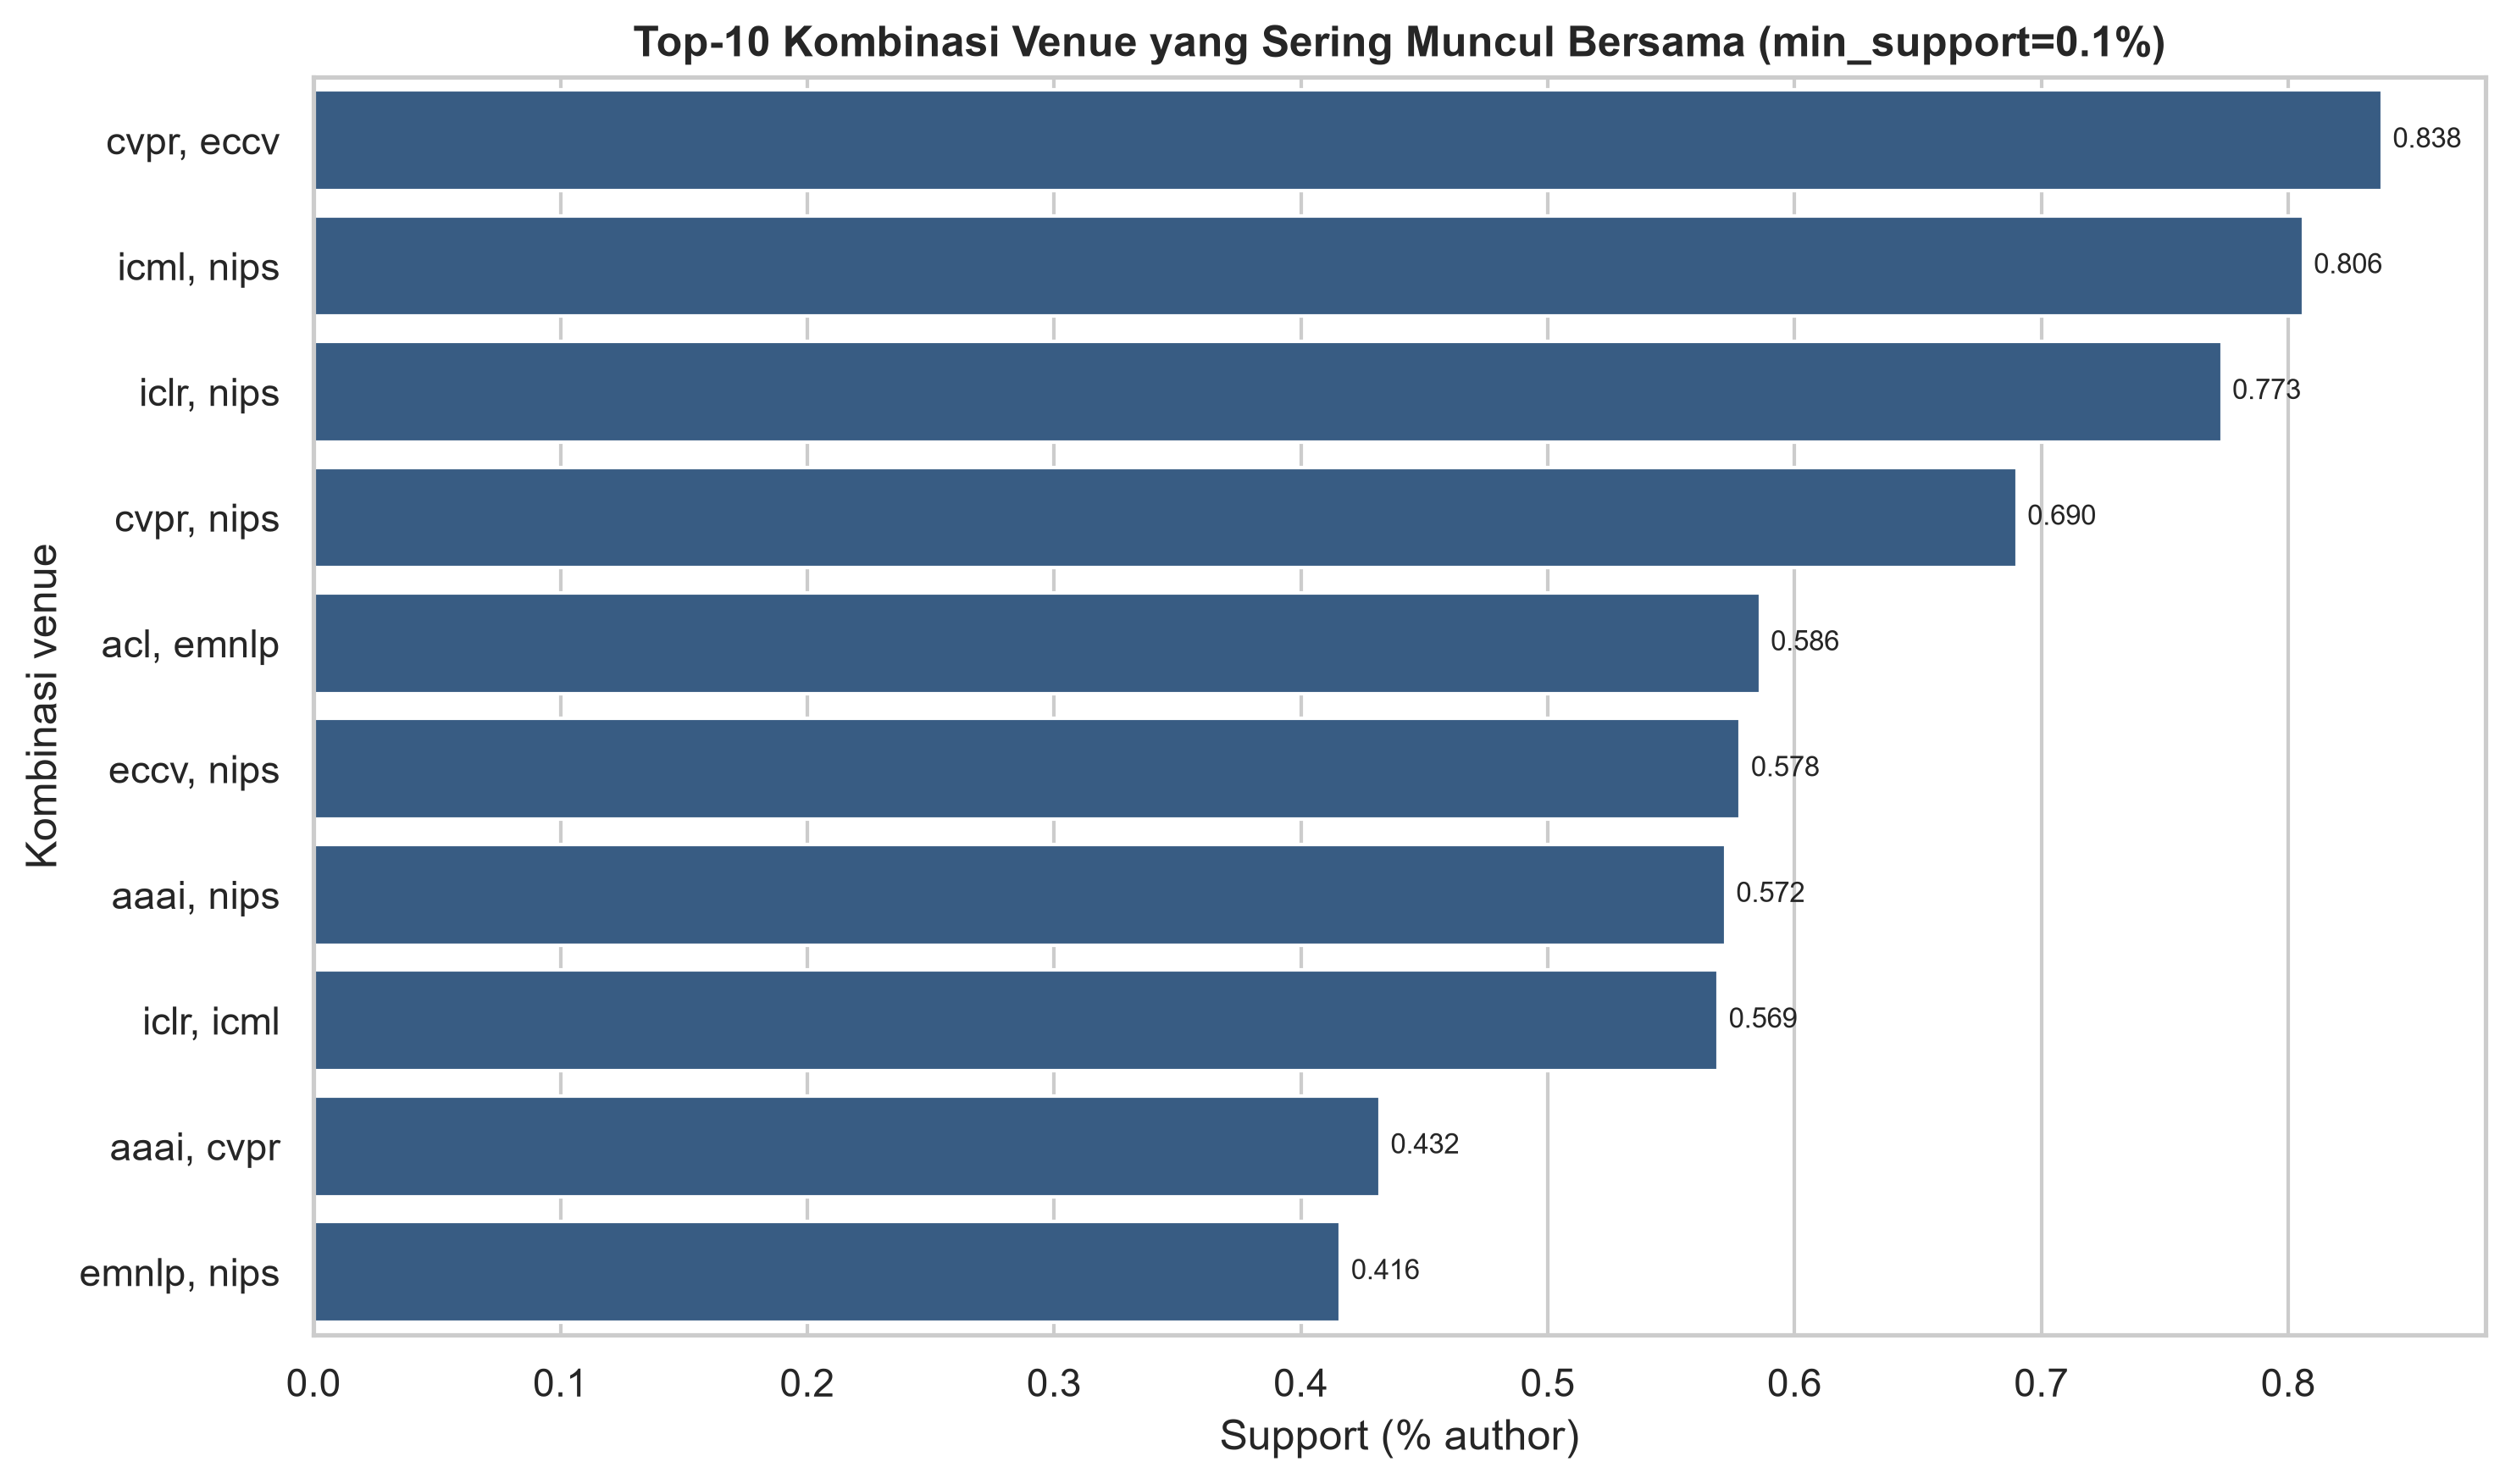 Top-10 Kombinasi Venue yang Sering Muncul Bersama (min_support=0.1%)
Kombinasi venue
cvpr, eccv 0.838
icml, nips 0.806
iclr, nips 0.773
cvpr, nips 0.690
acl, emnlp 0.586
eccv, nips 0.578
aaai, nips 0.572
iclr, icml 0.569
aaai, cvpr 0.432
emnlp, nips 0.416
0.0 0.1 0.2 0.3 0.4 0.5 0.6 0.7 0.8
Support (% author)